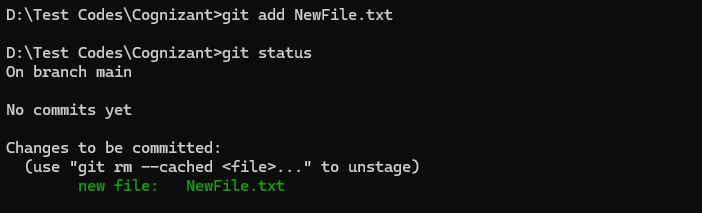 D:\Test Codes\Cognizant>git add NewFile.txt
D:\Test Codes\Cognizant>git status
On branch main
No commits yet
Changes to be committed:
  (use "git rm --cached <file>..." to unstage)
        new file:   NewFile.txt